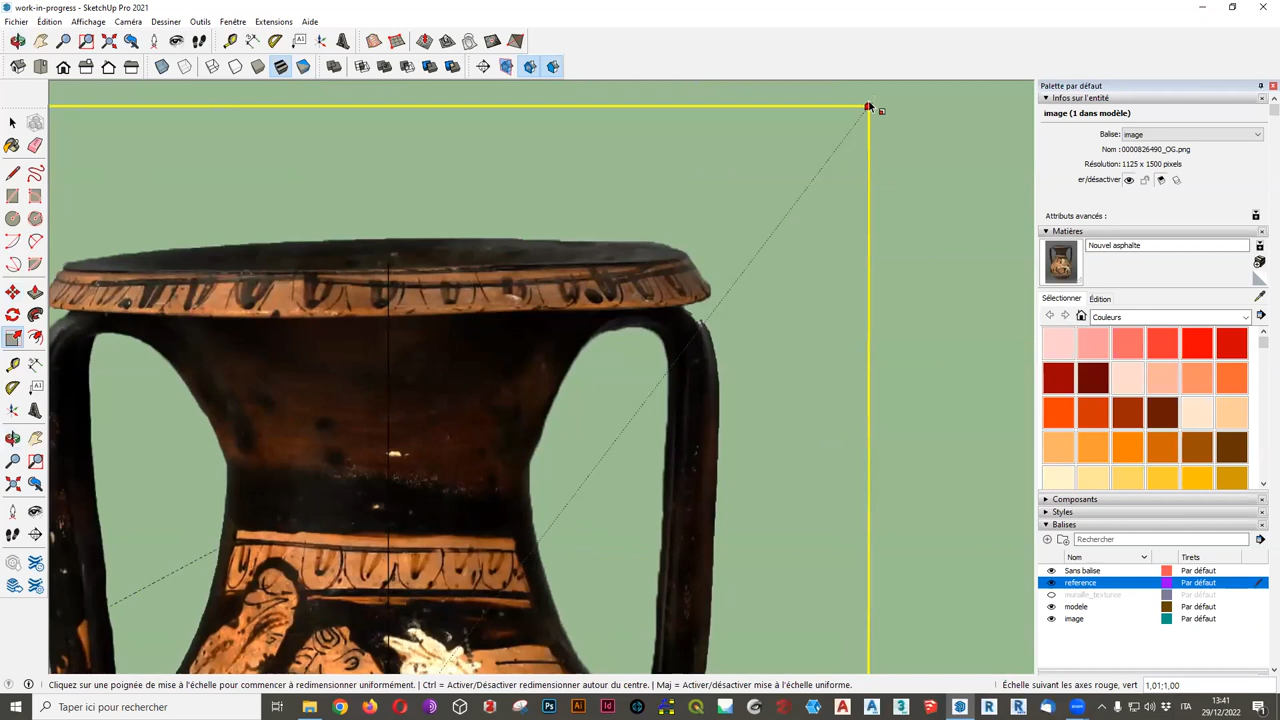 work-in-progress - SketchUp Pro 2021
Fichier Édition Affichage Caméra Dessiner Outils Fenêtre Extensions Aide
Palette par défaut
Infos sur l'entité
image (1 dans modèle)
Balise: image
Nom : 0000826490_OG.png
Résolution: 1125 x 1500 pixels
er/désactiver
Attributs avancés :
Matières
Nouvel asphalte
Sélectionner Édition
Couleurs
Composants
Styles
Balises
Rechercher
Nom Tirets
Sans balise Par défaut
reference Par défaut
muraille_texturee Par défaut
modele Par défaut
image Par défaut
Cliquez sur une poignée de mise à l'échelle pour commencer à redimensionner uniformément. | Ctrl = Activer/Désactiver redimensionner autour du centre. | Maj = Activer/désactiver mise à l'échelle uniforme.
Échelle suivant les axes rouge, vert 1,01;1,00
Taper ici pour rechercher
ITA
13:41
29/12/2022